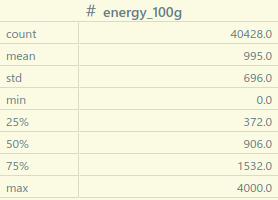 # energy_100g
count 40428.0
mean 995.0
std 696.0
min 0.0
25% 372.0
50% 906.0
75% 1532.0
max 4000.0